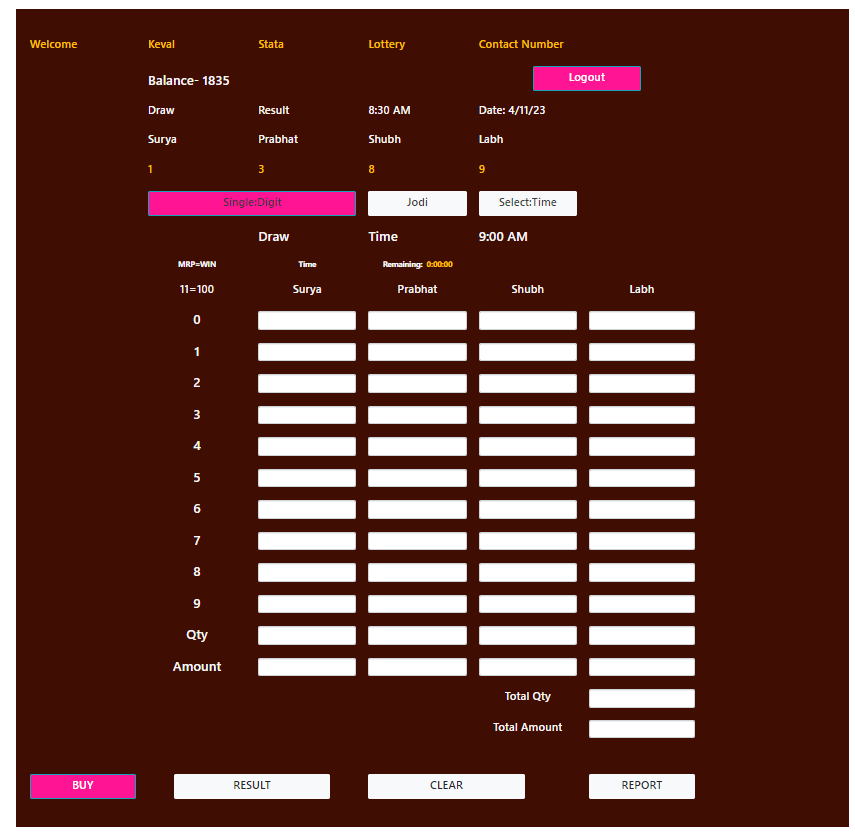 Welcome Keval Stata Lottery Contact Number
Balance- 1835 Logout
Draw Result 8:30 AM Date: 4/11/23
Surya Prabhat Shubh Labh
1 3 8 9
Single:Digit Jodi Select:Time
Draw Time 9:00 AM
MRP=WIN Time Remaining: 0:00:00
11=100 Surya Prabhat Shubh Labh
0
1
2
3
4
5
6
7
8
9
Qty
Amount
Total Qty
Total Amount
BUY RESULT CLEAR REPORT